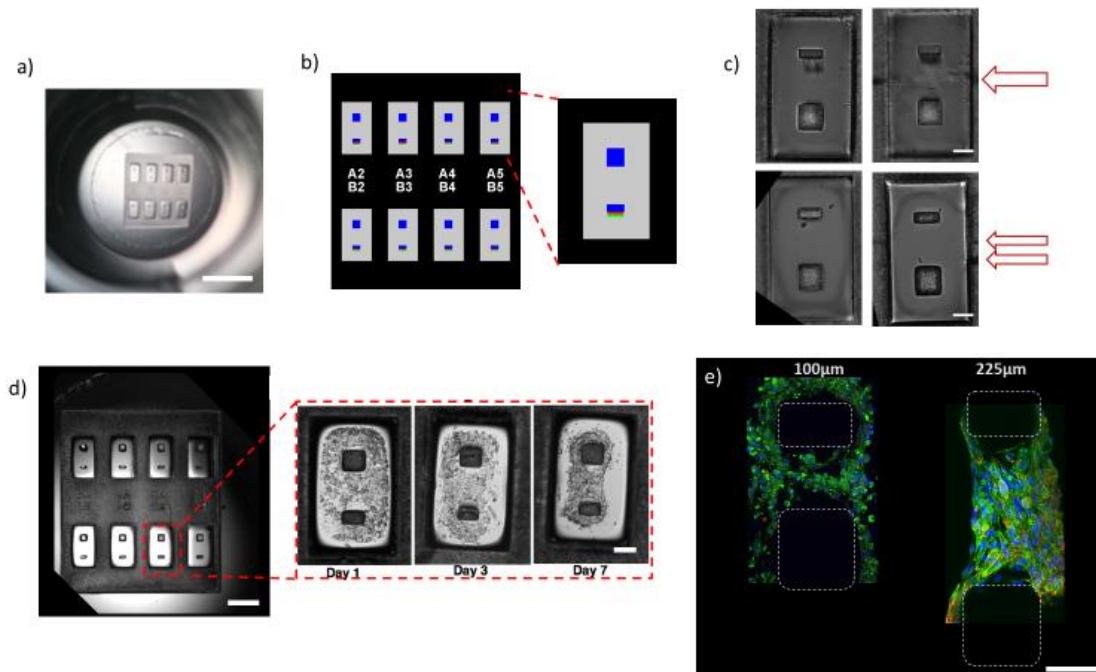 a)
b)
A2 A3 A4 A5
B2 B3 B4 B5
c)
d)
Day 1 Day 3 Day 7
e)
100μm 225μm